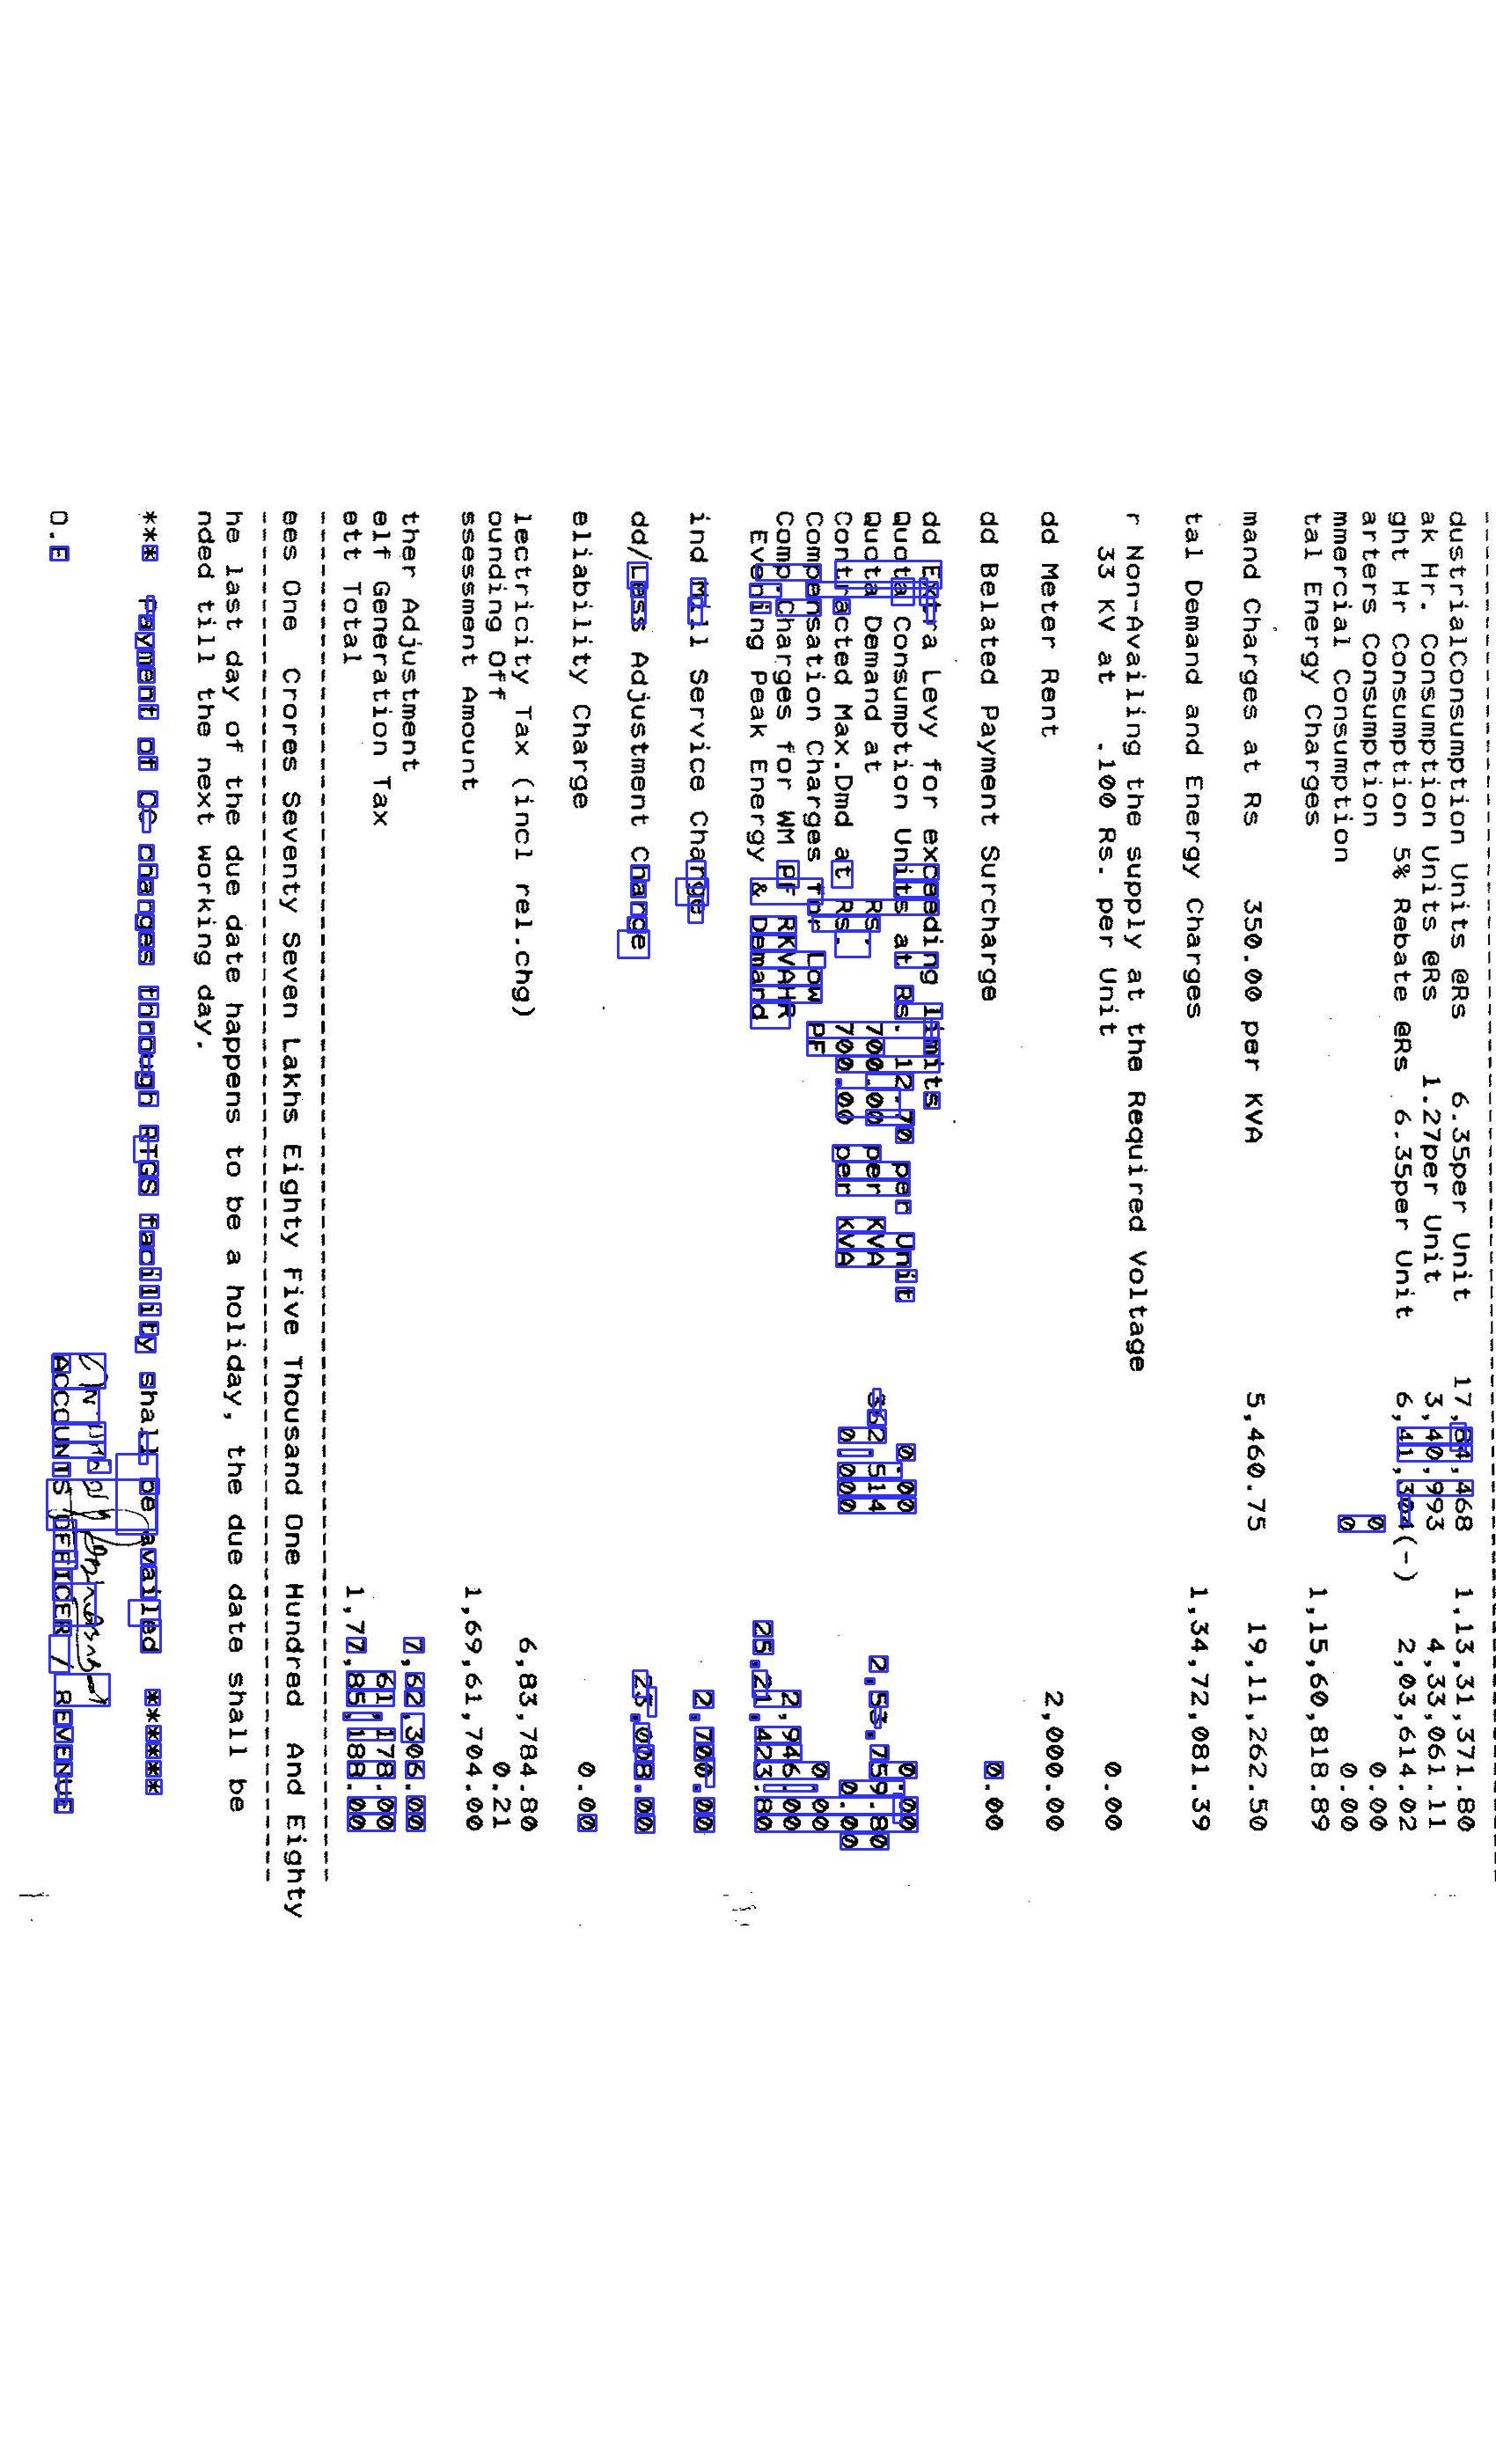 dustrialConsumption Units @Rs 6.35per Unit 17,84,468 1,13,31,371.80
ak Hr. Consumption Units @Rs 1.27per Unit 3,40,993 4,33,061.11
ght Hr Consumption 5% Rebate @Rs 6.35per Unit 6,41,304(-) 2,03,614.02
arters Consumption 0 0.00
mmercial Consumption 0 0.00
tal Energy Charges 1,15,60,818.89
mand Charges at Rs 350.00 per KVA 5,460.75 19,11,262.50
tal Demand and Energy Charges 1,34,72,081.39
r Non-Availing the supply at the Required Voltage
33 KV at .100 Rs. per Unit 0.00
dd Meter Rent 2,000.00
dd Belated Payment Surcharge 0.00
dd Extra Levy for exceeding limits
Quota Consumption Units at Rs. 12.70 per Unit 0.00 0.00
Quota Demand at Rs. 700.00 per KVA 362.514 2,53,759.80
Contracted Max.Dmd at Rs. 700.00 per KVA 0.000 0.00
Compensation Charges for Low PF 0.00
Comp Charges for WM PF RKVAHR 2,946.00
Evening Peak Energy & Demand 25,21,423.80
ind Mill Service Charge 2,700.00
dd/Less Adjustment Charge 23,008.00
eliability Charge 0.00
lectricity Tax (incl rel.chg) 6,83,784.80
ounding Off 0.21
ssessment Amount 1,69,61,704.00
ther Adjustment 7,62,306.00
elf Generation Tax 61,178.00
ett Total 1,77,85,188.00
ees One Crores Seventy Seven Lakhs Eighty Five Thousand One Hundred And Eighty
he last day of the due date happens to be a holiday, the due date shall be
nded till the next working day.
*** Payment of CC charges through RTGS facility shall be availed ******
O.E ACCOUNTS OFFICER / REVENUE